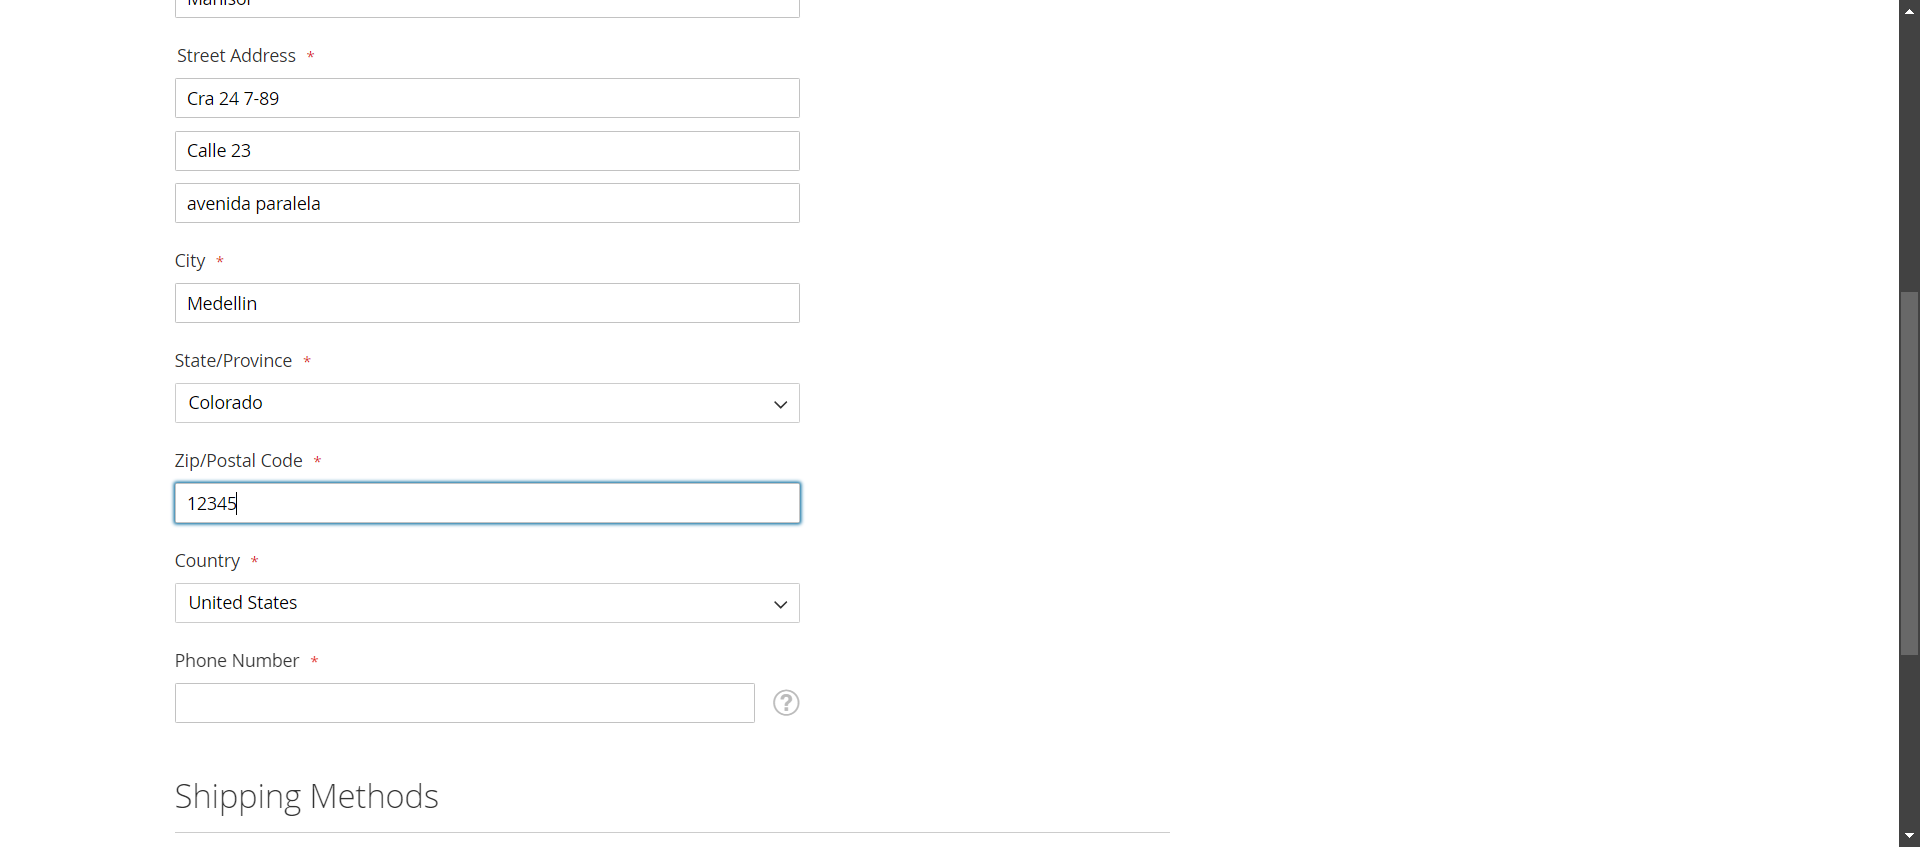 Street Address *
Cra 24 7-89
Calle 23
avenida paralela
City *
Medellin
State/Province *
Colorado
Zip/Postal Code *
12345
Country *
United States
Phone Number *
?
Shipping Methods